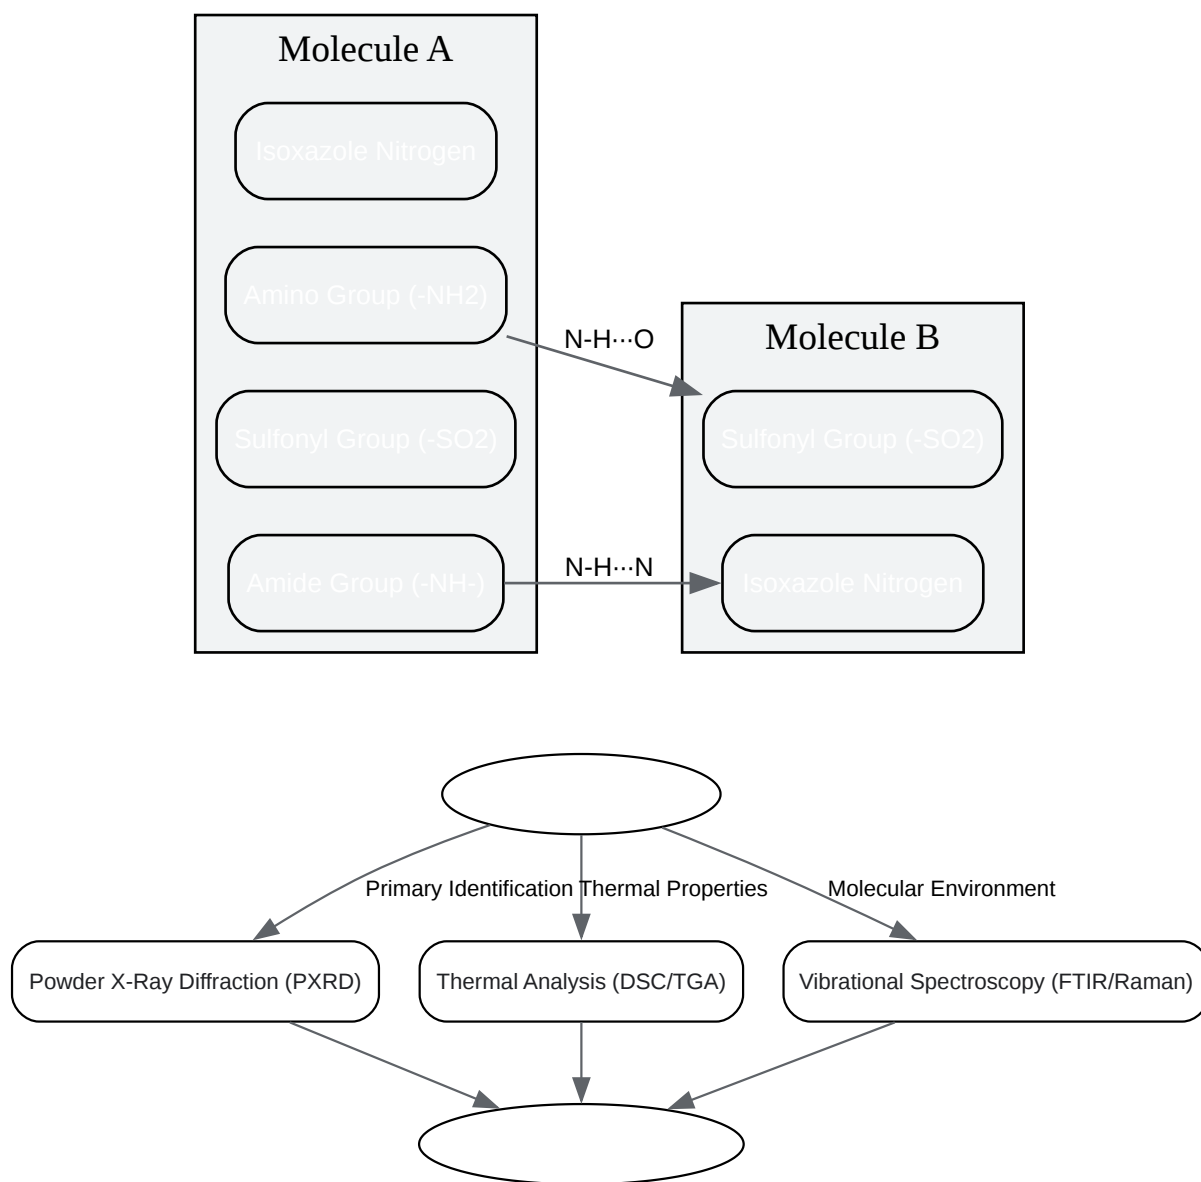 Molecule A
Isoxazole Nitrogen
Amino Group (-NH2)
N-H···O
Molecule B
Sulfonyl Group (-SO2)
Sulfonyl Group (-SO2)
Amide Group (-NH-)
N-H···N
Isoxazole Nitrogen
Primary Identification
Thermal Properties
Molecular Environment
Powder X-Ray Diffraction (PXRD)
Thermal Analysis (DSC/TGA)
Vibrational Spectroscopy (FTIR/Raman)